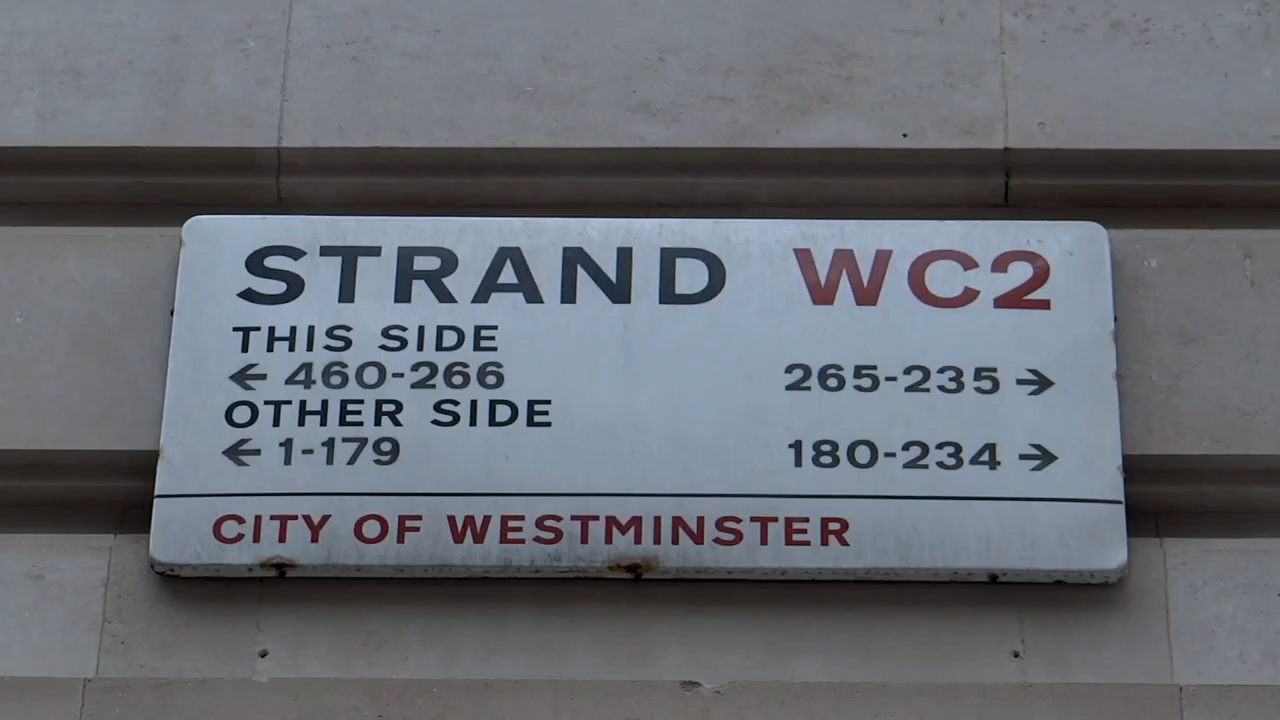 STRAND WC2
THIS SIDE
← 460-266 265-235 →
OTHER SIDE
← 1-179 180-234 →
CITY OF WESTMINSTER